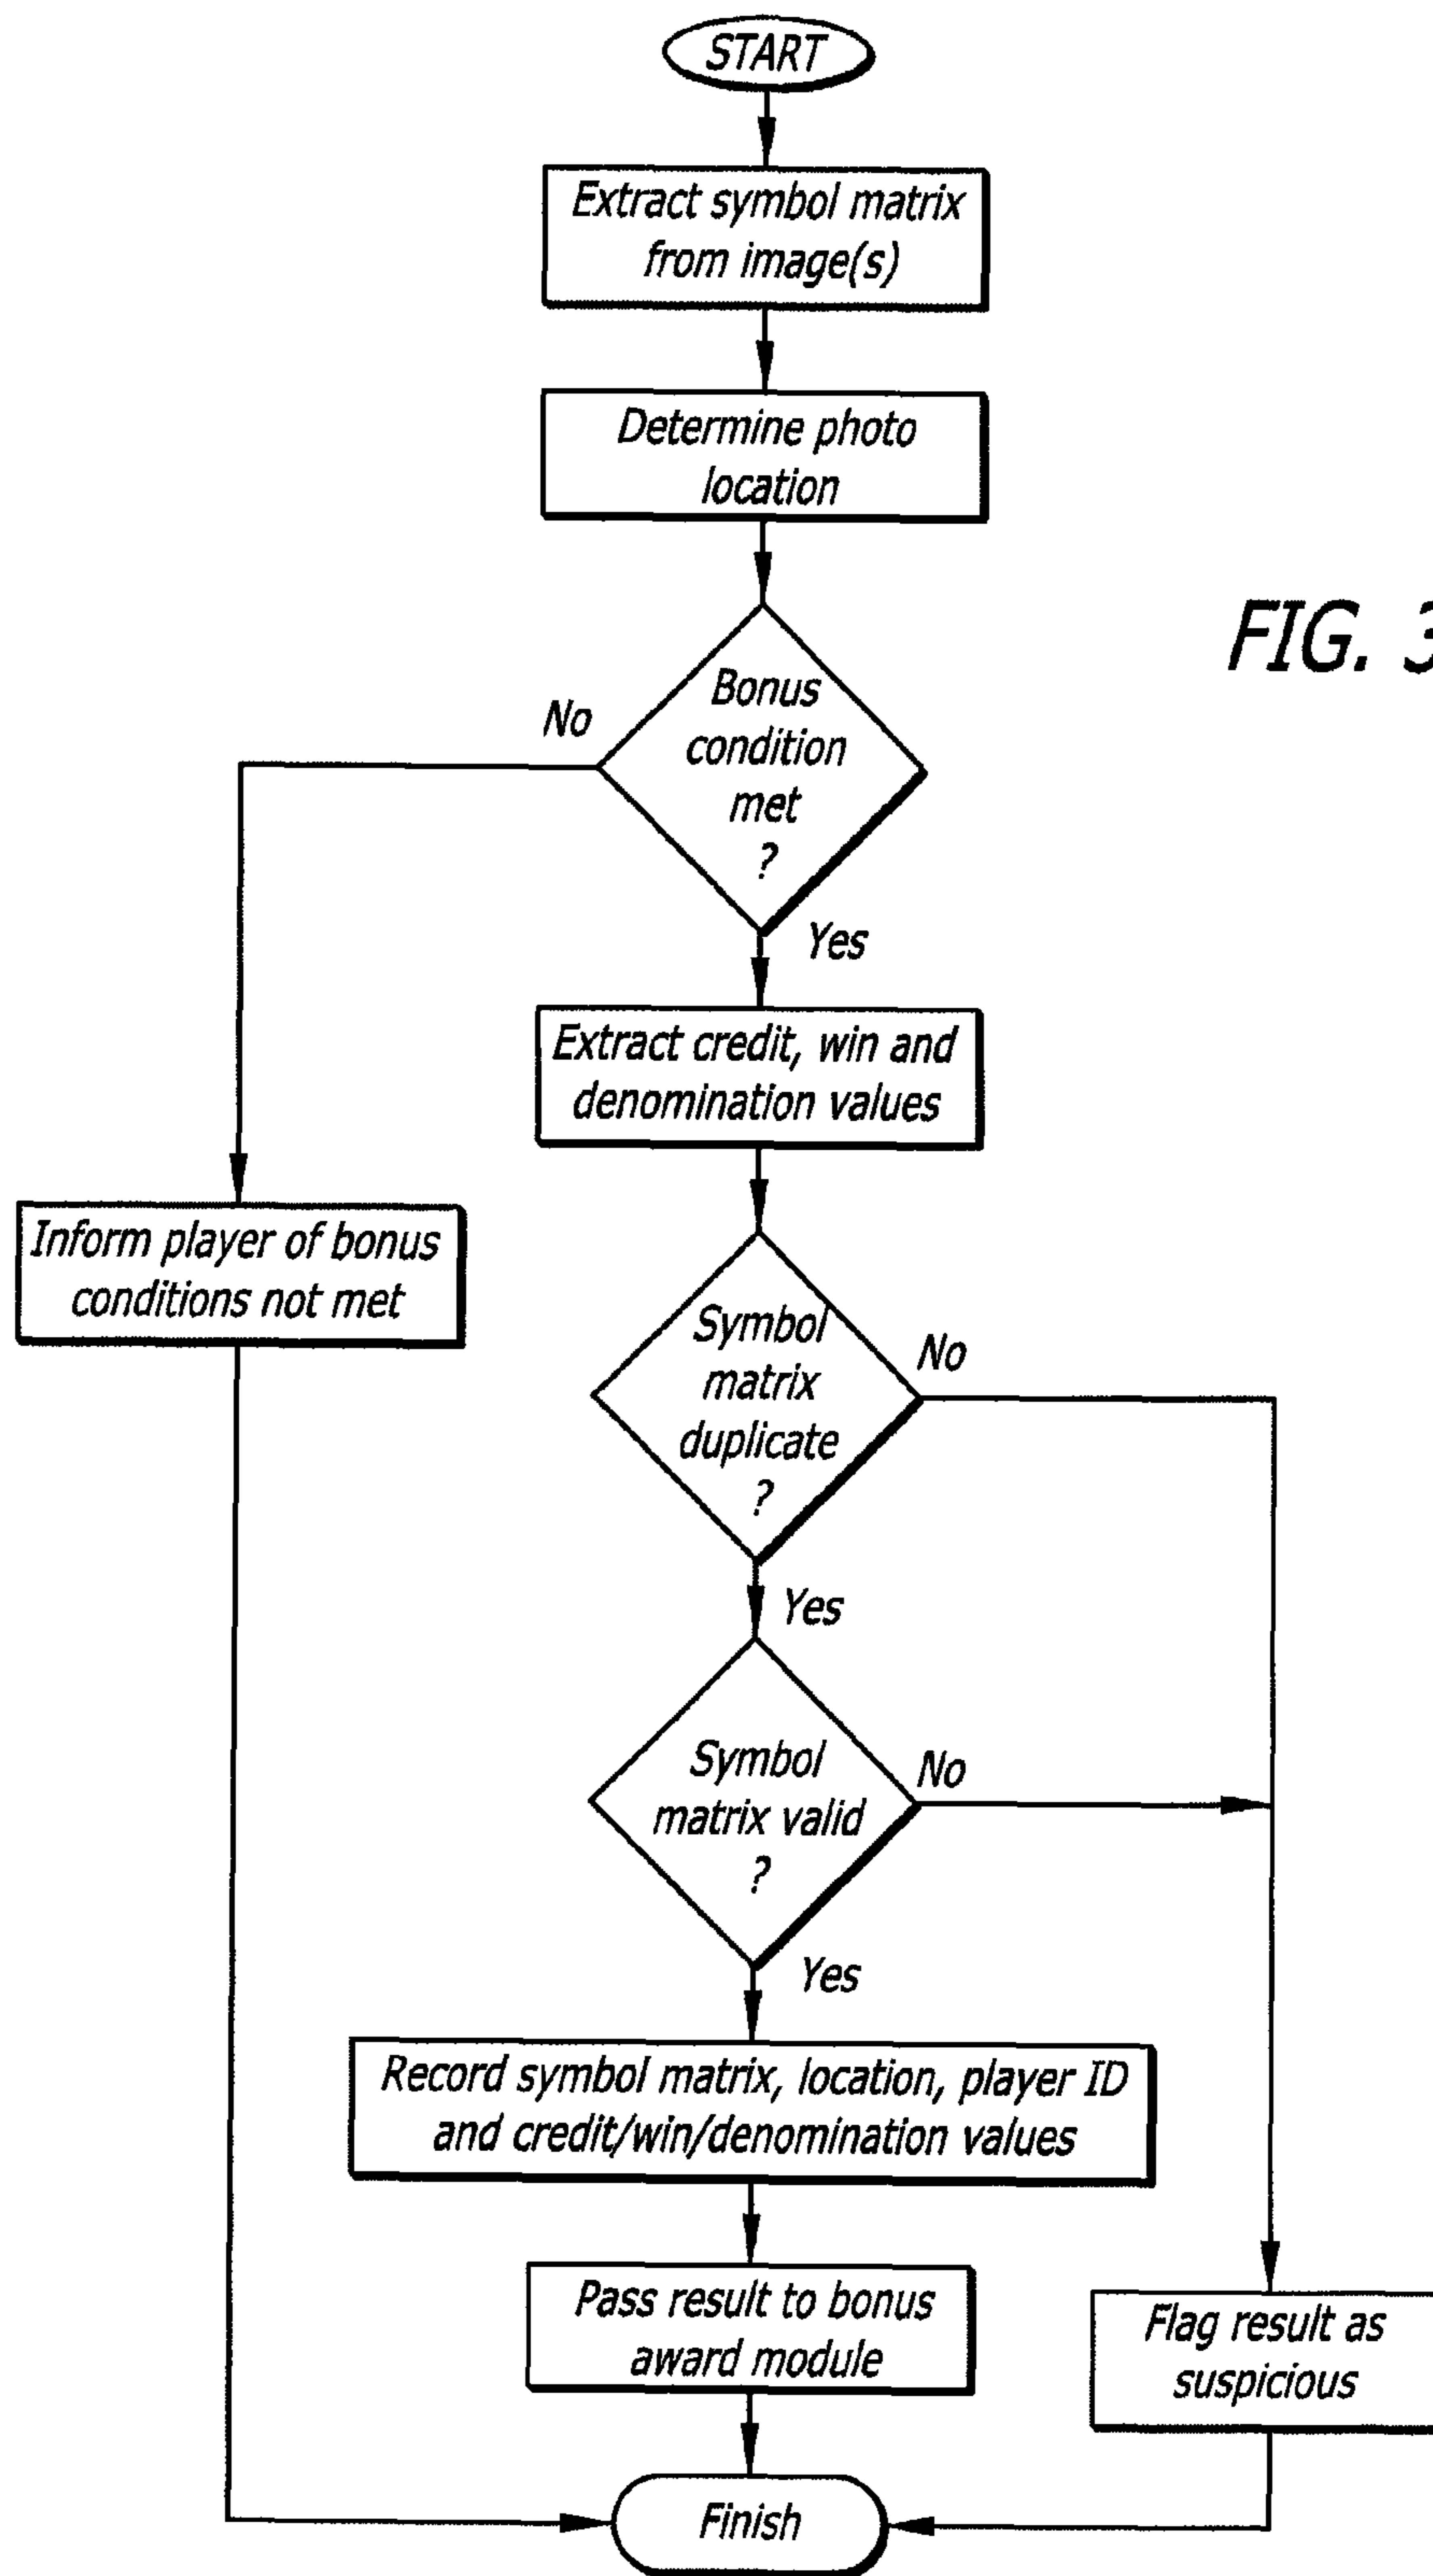 START
Extract symbol matrix
from image(s)
Determine photo
location
FIG. 3
Bonus
condition
met
?
No
Yes
Extract credit, win and
denomination values
Inform player of bonus
conditions not met
Symbol
matrix
duplicate
?
No
Yes
Symbol
matrix valid
?
No
Yes
Record symbol matrix, location, player ID
and credit/win/denomination values
Pass result to bonus
award module
Flag result as
suspicious
Finish